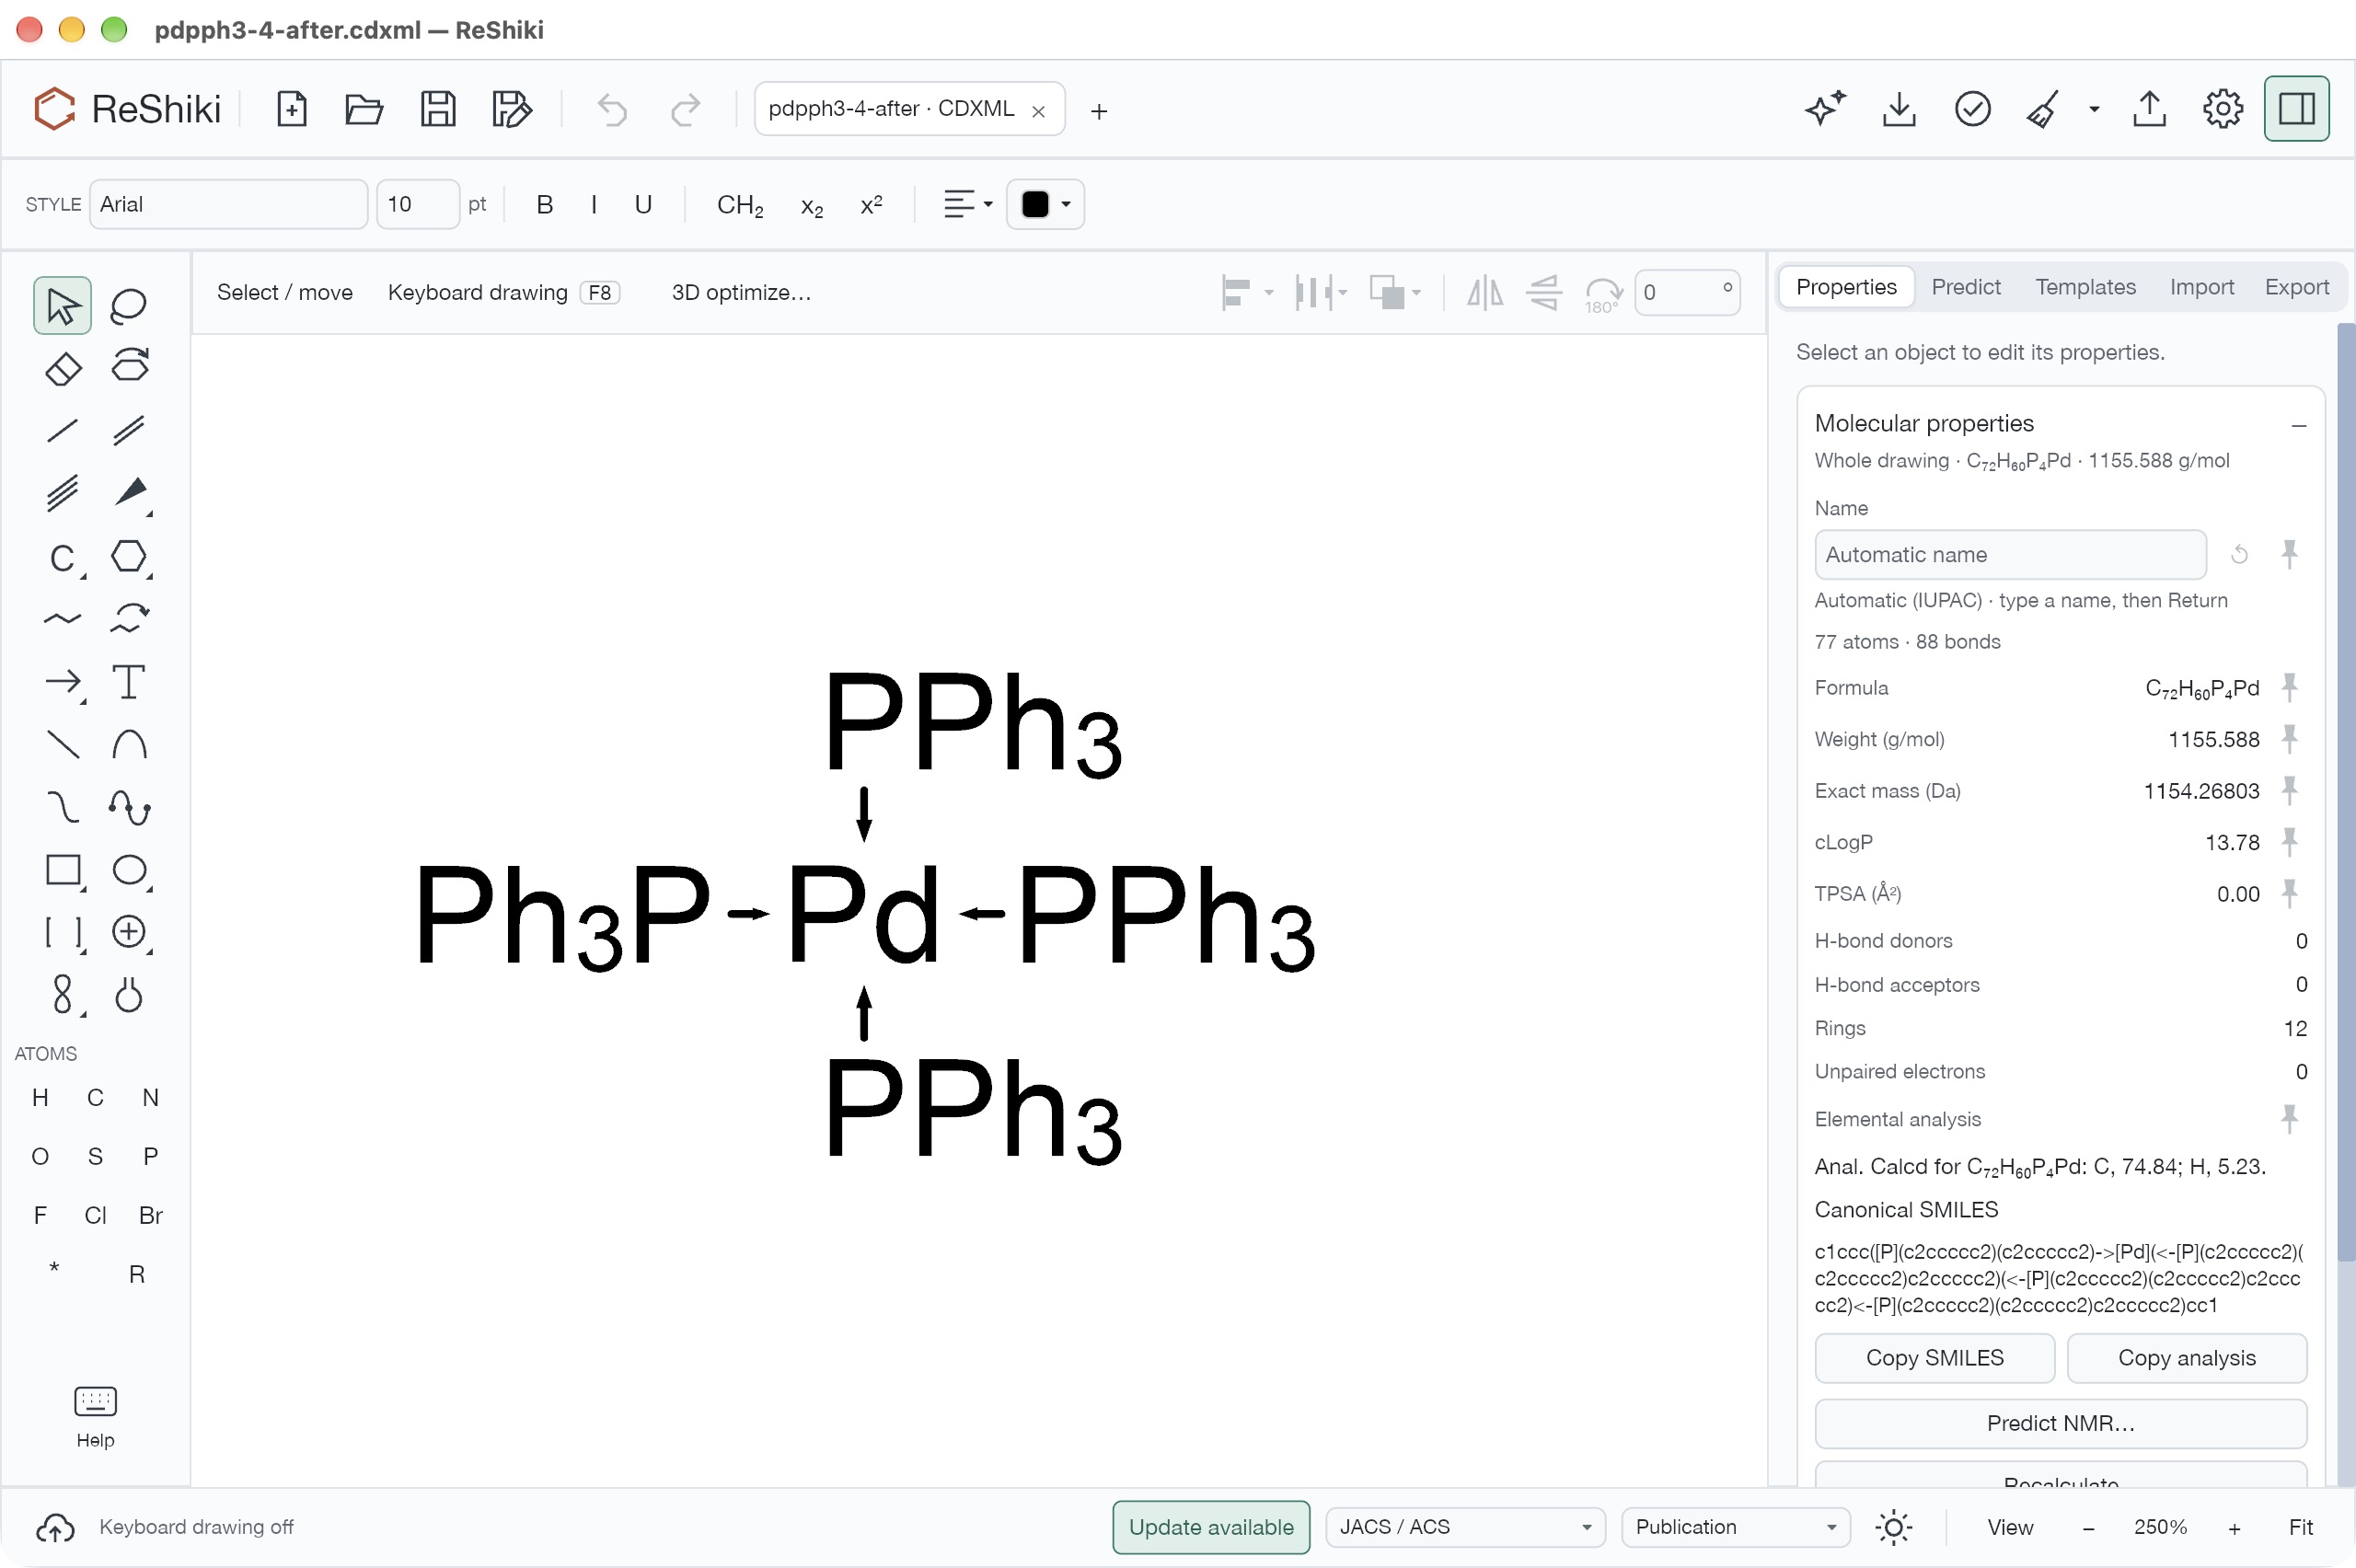 pdpph3-4-after.cdxml — ReShiki
ReShiki
pdpph3-4-after · CDXML × +
STYLE Arial 10 pt B I U CH₂ x₂ x²
Select / move Keyboard drawing F8 3D optimize... 180° 0 °
Properties Predict Templates Import Export
Select an object to edit its properties.
Molecular properties –
Whole drawing · C₇₂H₆₀P₄Pd · 1155.588 g/mol
Name
Automatic name
Automatic (IUPAC) · type a name, then Return
77 atoms · 88 bonds
Formula C₇₂H₆₀P₄Pd
Weight (g/mol) 1155.588
Exact mass (Da) 1154.26803
cLogP 13.78
TPSA (Å²) 0.00
H-bond donors 0
H-bond acceptors 0
Rings 12
Unpaired electrons 0
Elemental analysis
Anal. Calcd for C₇₂H₆₀P₄Pd: C, 74.84; H, 5.23.
Canonical SMILES
c1ccc([P](c2ccccc2)(c2ccccc2)->[Pd](<-[P](c2ccccc2)(
c2ccccc2)c2ccccc2)(<-[P](c2ccccc2)(c2ccccc2)c2ccc
cc2)<-[P](c2ccccc2)(c2ccccc2)c2ccccc2)cc1
Copy SMILES Copy analysis
Predict NMR...
Recalculate
PPh₃
Ph₃P Pd PPh₃
PPh₃
C
T
[ ]
ATOMS
H C N
O S P
F Cl Br
* R
Help
Keyboard drawing off
Update available JACS / ACS Publication View – 250% + Fit